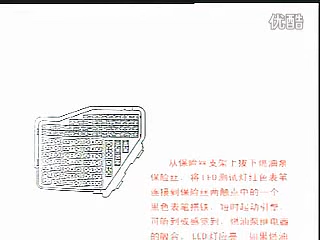 优酷
从保险丝支架上拔下燃油泵
保险丝，将LED测试灯红色表笔
连接到保险丝两触点中的一个
黑色表笔搭铁，短时起动引擎，
可听到或感觉到，燃油泵继电器
的吸合，LED灯应亮，如果燃油